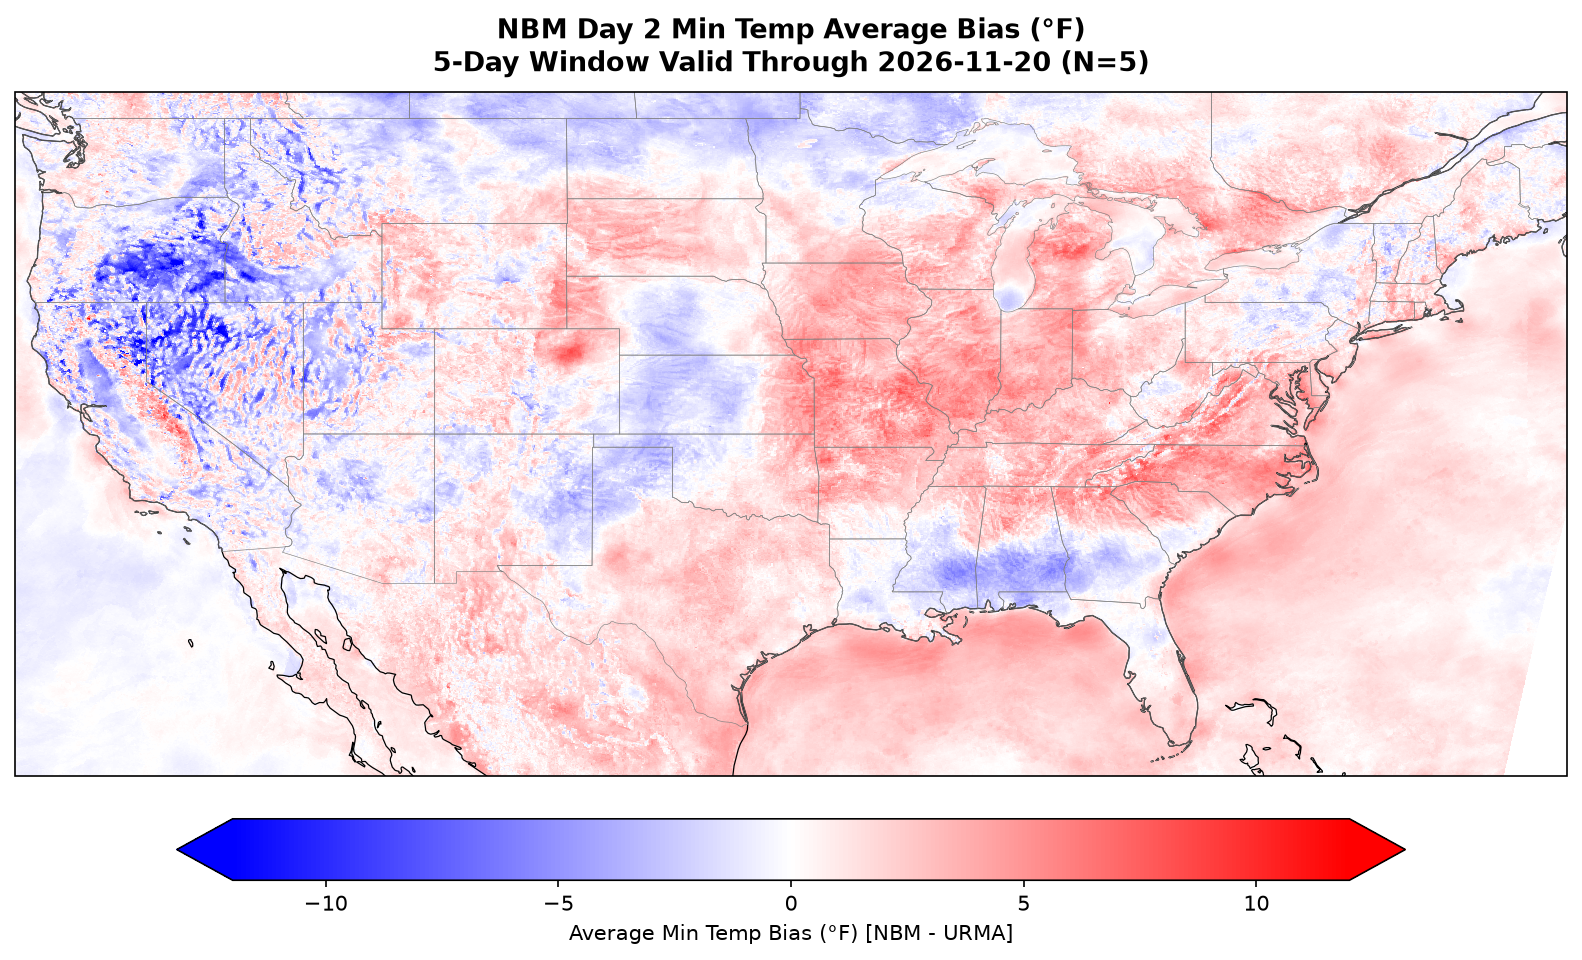 NBM Day 2 Min Temp Average Bias (°F)
5-Day Window Valid Through 2026-11-20 (N=5)
−10
−5
0
5
10
Average Min Temp Bias (°F) [NBM - URMA]